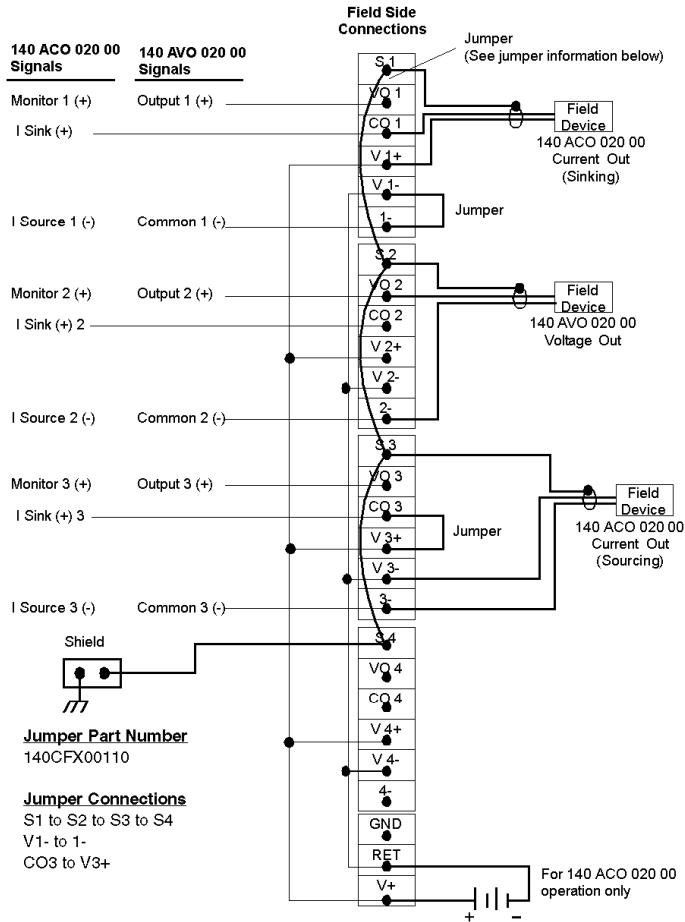 Field Side
Connections
140 ACO 020 00
Signals
140 AVO 020 00
Signals
Jumper
(See jumper information below)
S 1
Monitor 1 (+)
Output 1 (+)
VO 1
I Sink (+)
CO 1
Field
Device
140 ACO 020 00
Current Out
(Sinking)
V 1+
V 1-
Jumper
I Source 1 (-)
Common 1 (-)
1-
S 2
Monitor 2 (+)
Output 2 (+)
VO 2
Field
Device
140 AVO 020 00
Voltage Out
I Sink (+) 2
CO 2
V 2+
V 2-
I Source 2 (-)
Common 2 (-)
2-
S 3
Monitor 3 (+)
Output 3 (+)
VO 3
Field
Device
140 ACO 020 00
Current Out
(Sourcing)
I Sink (+) 3
CO 3
Jumper
V 3+
V 3-
I Source 3 (-)
Common 3 (-)
3-
Shield
S 4
VO 4
CO 4
V 4+
V 4-
4-
GND
RET
V+
Jumper Part Number
140CFX00110
Jumper Connections
S1 to S2 to S3 to S4
V1- to 1-
CO3 to V3+
For 140 ACO 020 00
operation only
+ −